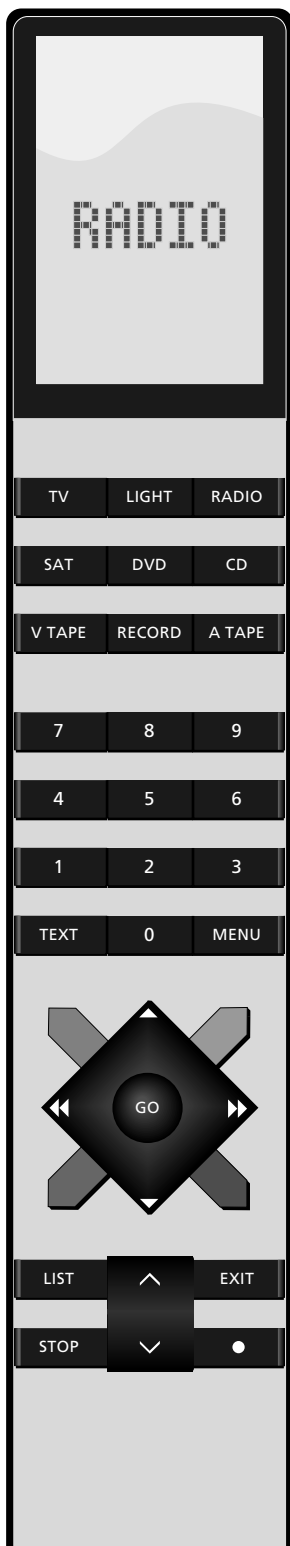 RADIO
TV LIGHT RADIO
SAT DVD CD
V TAPE RECORD A TAPE
7 8 9
4 5 6
1 2 3
TEXT 0 MENU
GO
LIST EXIT
STOP